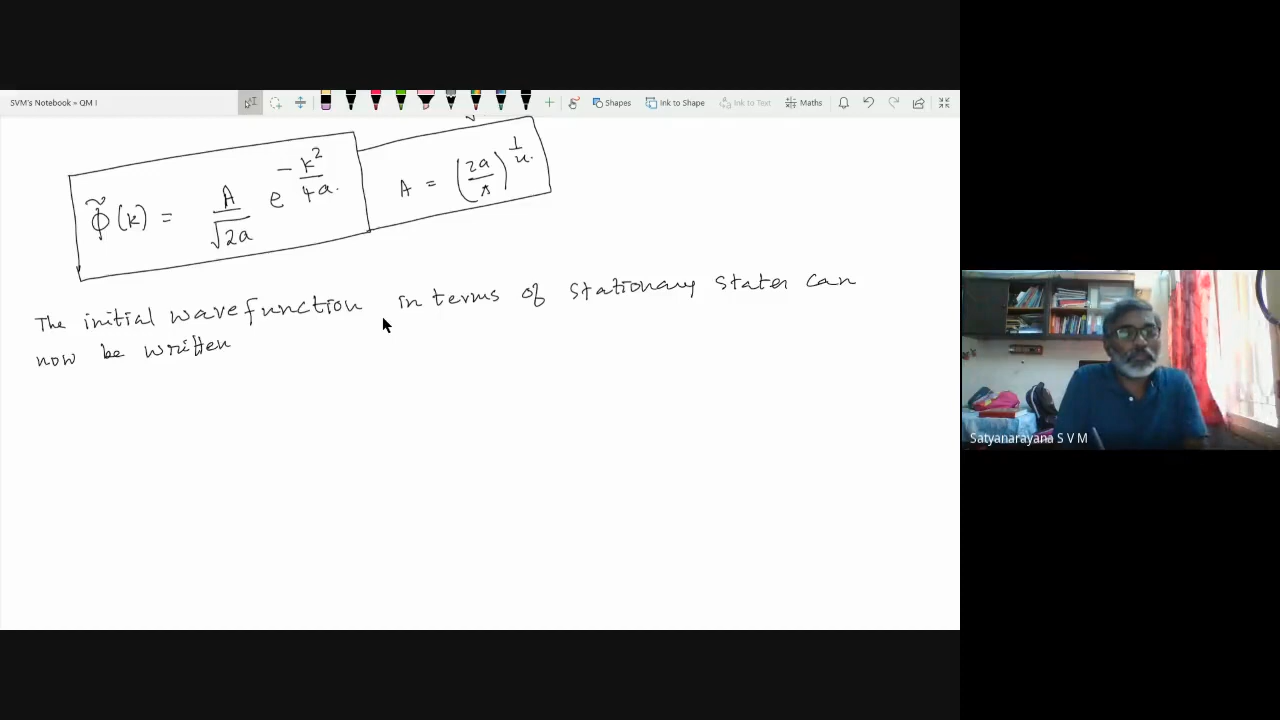 SVM's Notebook » QM I
Shapes Ink to Shape Ink to Text Maths
φ̃(k) = A/√2a e^(-k²/4a.) A = (2a/π)^(1/4.)
The initial wavefunction in terms of stationary states can
now be written
Satyanarayana S V M